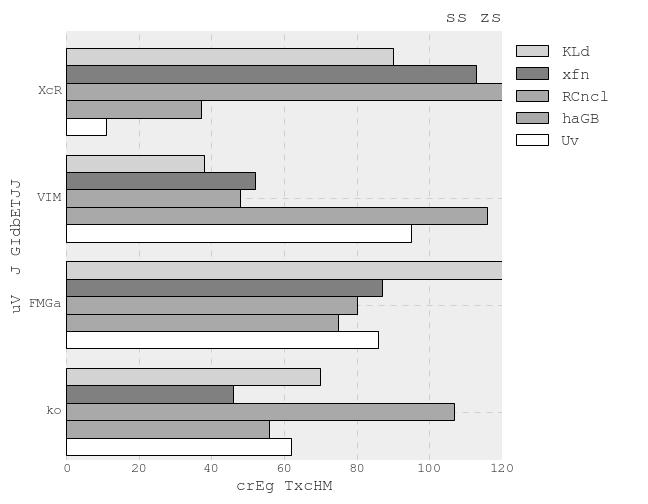 ss zs
KLd
xfn
RCncl
haGB
Uv
XcR
VIM
FMGa
ko
uV  J GIdbETJJ
0 20 40 60 80 100 120
crEg TxcHM